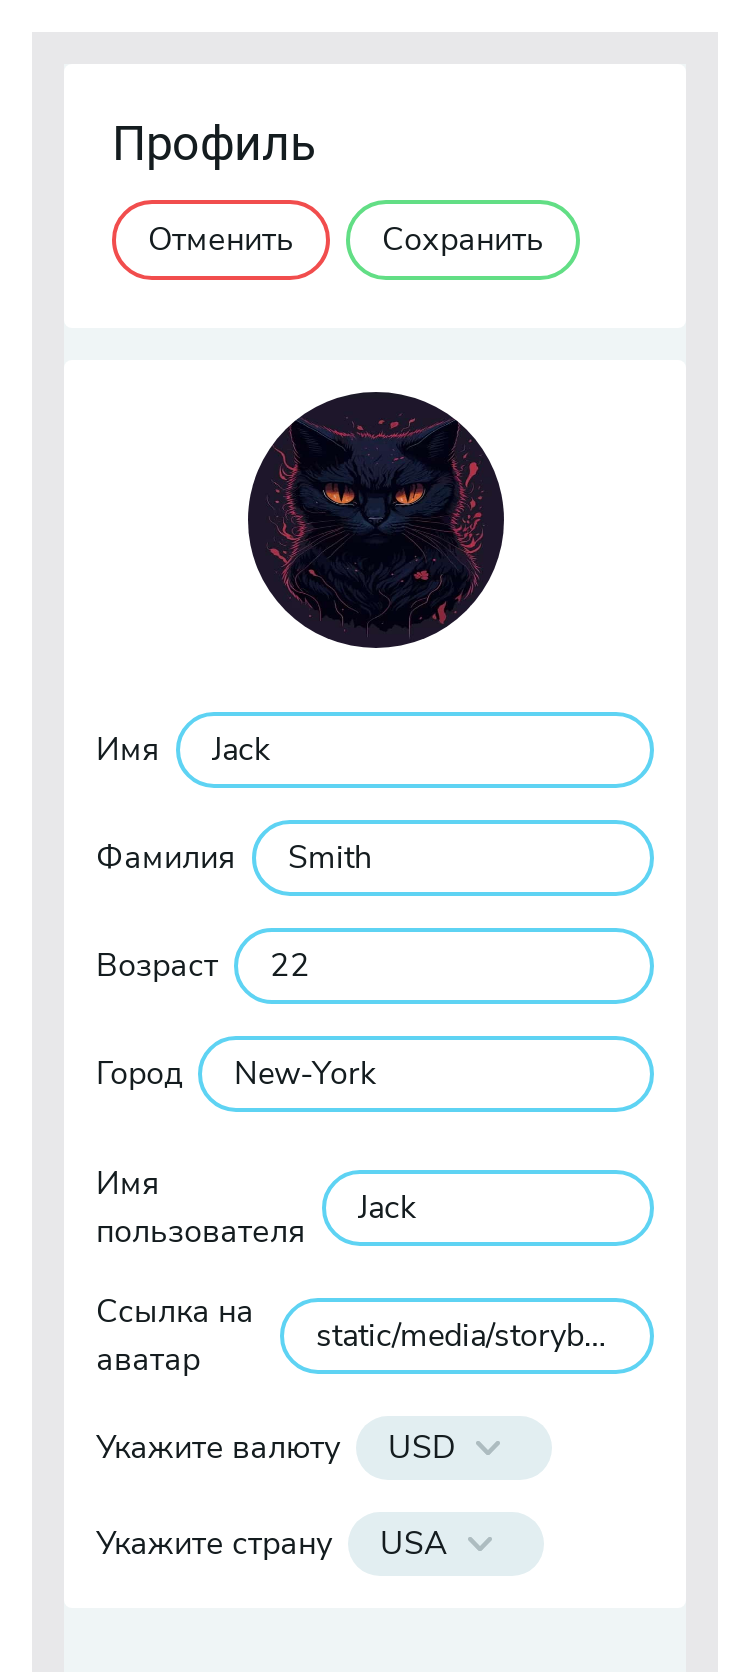 Профиль
Отменить Сохранить
Имя Jack
Фамилия Smith
Возраст 22
Город New-York
Имя
пользователя
Jack
Ссылка на
аватар
static/media/storyb...
Укажите валюту USD
Укажите страну USA